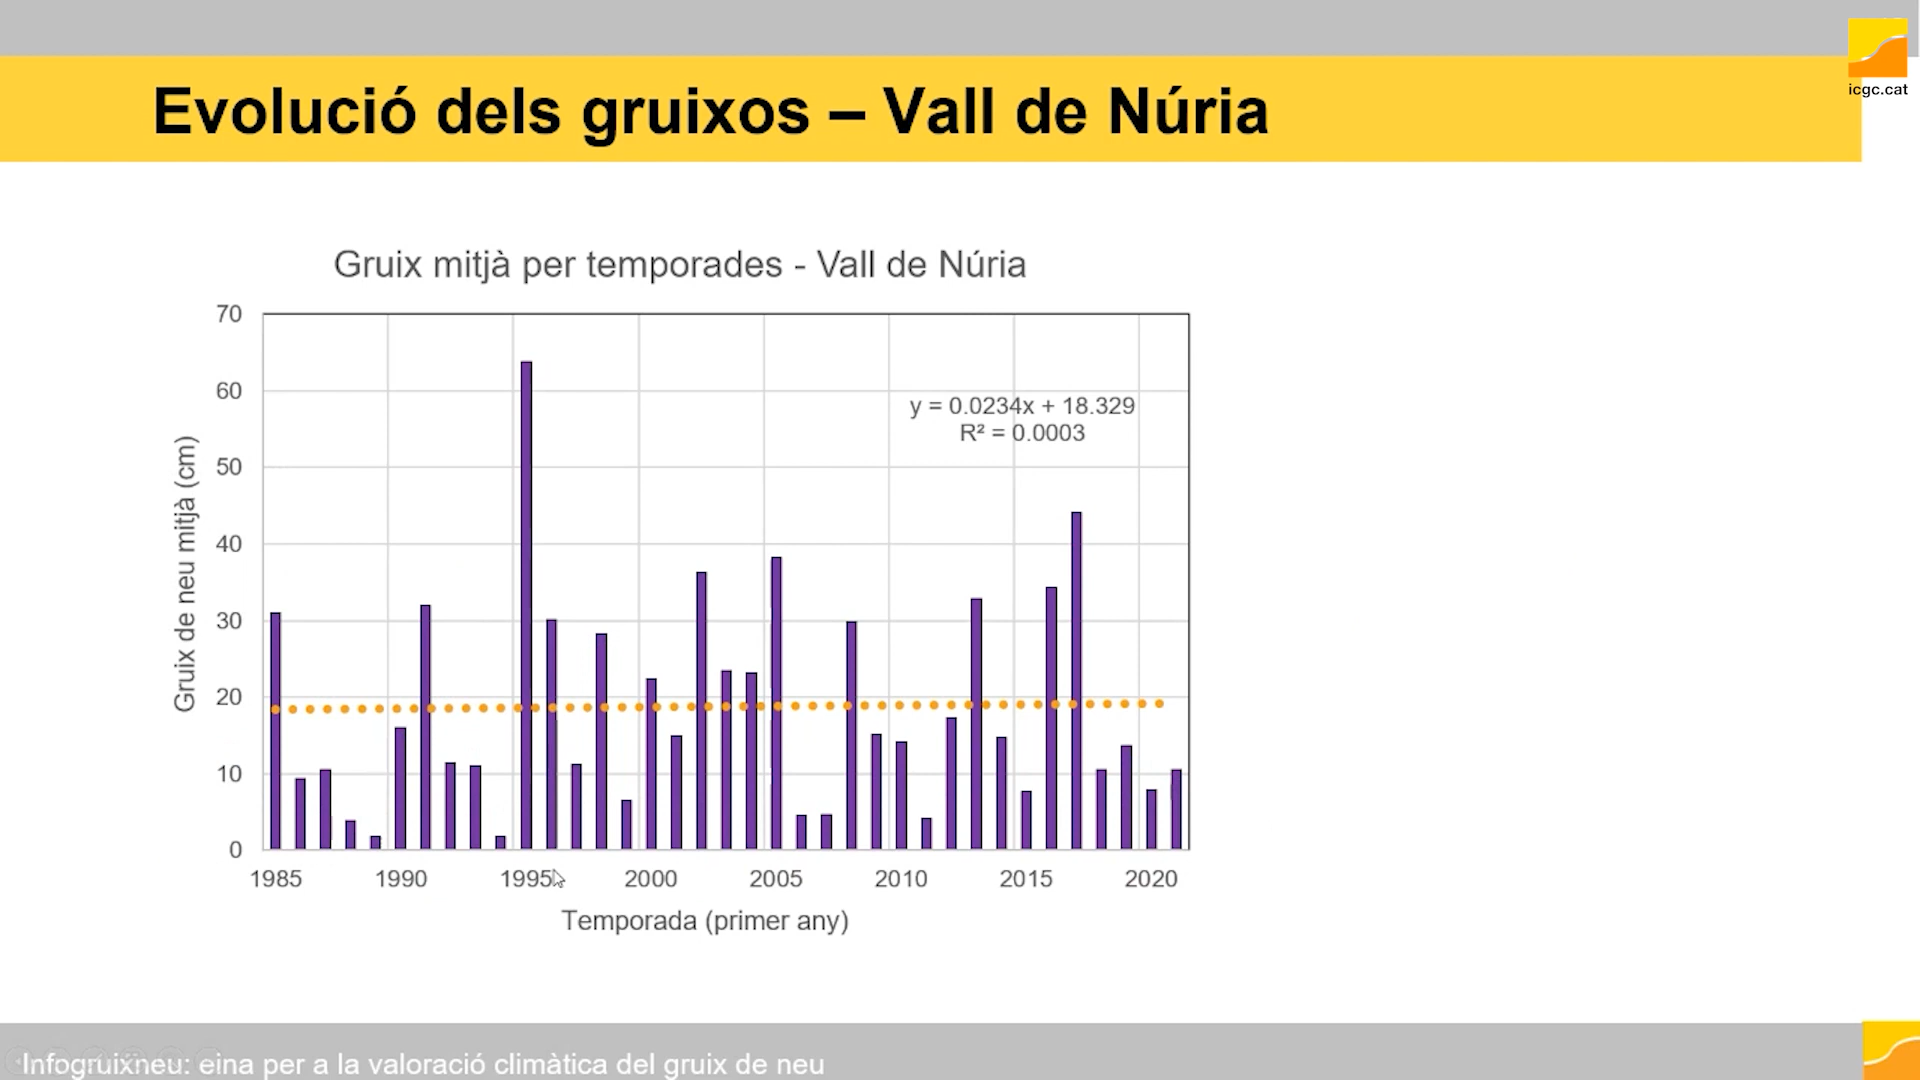 icgc.cat
Evolució dels gruixos – Vall de Núria
Gruix mitjà per temporades - Vall de Núria
70
60
50
40
30
20
10
0
Gruix de neu mitjà (cm)
y = 0.0234x + 18.329
R² = 0.0003
1985 1990 1995 2000 2005 2010 2015 2020
Temporada (primer any)
Infogruixneu: eina per a la valoració climàtica del gruix de neu